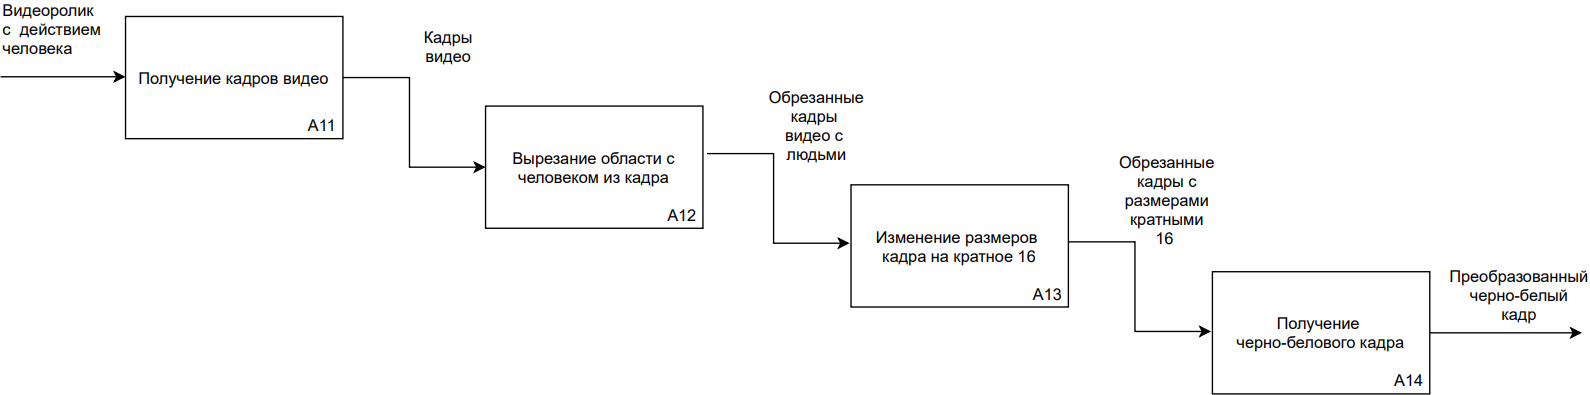 Видеоролик
с действием
человека
Получение кадров видео
A11
Кадры
видео
Вырезание области с
человеком из кадра
A12
Обрезанные
кадры
видео с
людьми
Изменение размеров
кадра на кратное 16
A13
Обрезанные
кадры с
размерами
кратными
16
Получение
черно-белового кадра
A14
Преобразованный
черно-белый
кадр